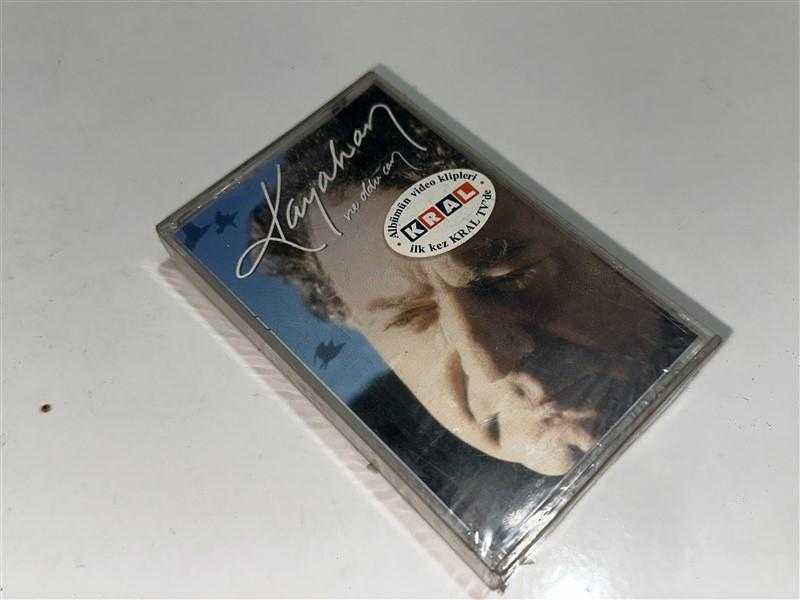 Kayahan
ne oldu can
• Albümün video klipleri •
KRAL
ilk kez KRAL TV'de